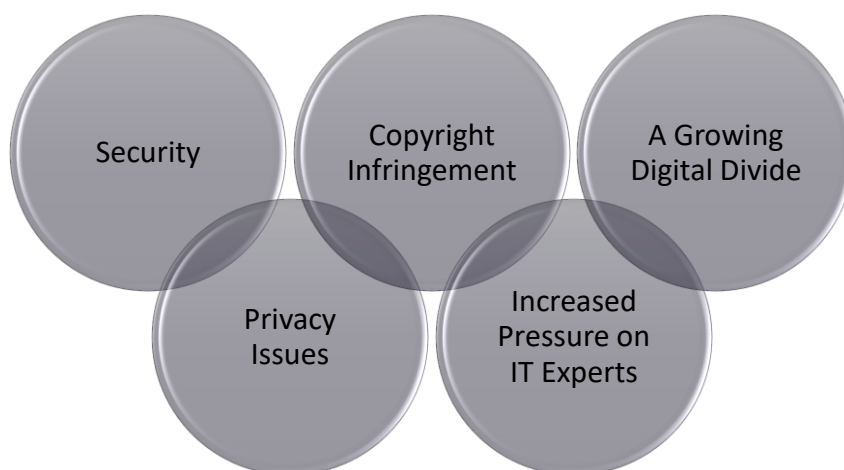 Security
Copyright
Infringement
A Growing
Digital Divide
Privacy
Issues
Increased
Pressure on
IT Experts